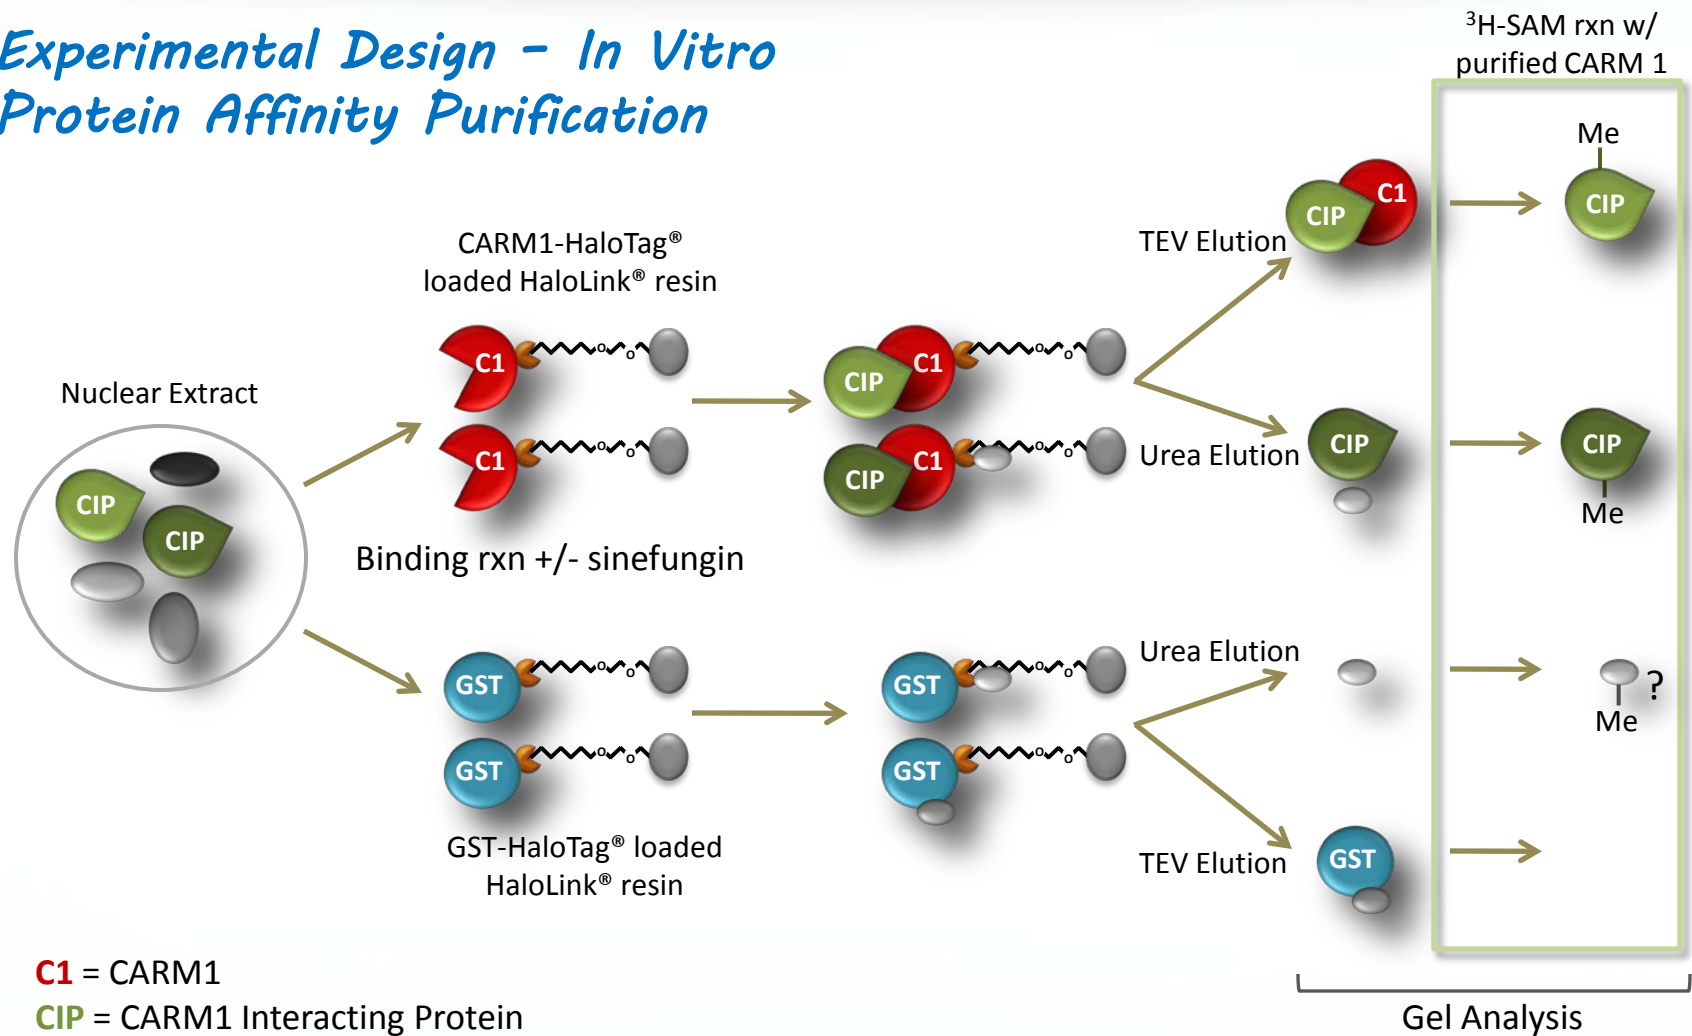 Experimental Design – In Vitro
Protein Affinity Purification
³H-SAM rxn w/
purified CARM 1
Nuclear Extract
CIP
CIP
CARM1-HaloTag®
loaded HaloLink® resin
C1
o
o
C1
o
o
Binding rxn +/- sinefungin
GST
o
o
GST
o
o
GST-HaloTag® loaded
HaloLink® resin
CIP
C1
o
o
CIP
C1
o
o
GST
o
o
GST
o
o
TEV Elution
CIP
C1
Me
CIP
Urea Elution
CIP
CIP
Me
Urea Elution
?
Me
TEV Elution
GST
C1 = CARM1
CIP = CARM1 Interacting Protein
Gel Analysis